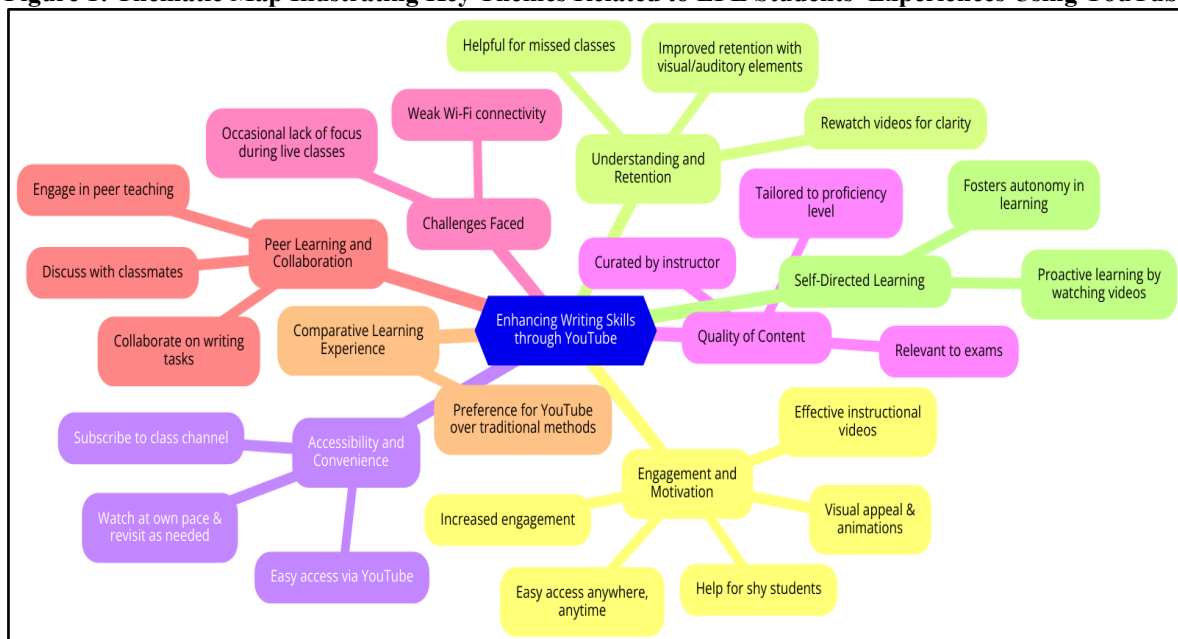 Figure 1: Thematic Map Illustrating Key Themes Related to EFL Students' Experiences Using YouTub
Helpful for missed classes
Improved retention with
visual/auditory elements
Rewatch videos for clarity
Understanding and
Retention
Weak Wi-Fi connectivity
Occasional lack of focus
during live classes
Challenges Faced
Engage in peer teaching
Discuss with classmates
Collaborate on writing
tasks
Peer Learning and
Collaboration
Tailored to proficiency
level
Curated by instructor
Quality of Content
Relevant to exams
Fosters autonomy in
learning
Self-Directed Learning
Proactive learning by
watching videos
Enhancing Writing Skills
through YouTube
Comparative Learning
Experience
Preference for YouTube
over traditional methods
Accessibility and
Convenience
Subscribe to class channel
Watch at own pace &
revisit as needed
Easy access via YouTube
Engagement and
Motivation
Effective instructional
videos
Visual appeal &
animations
Increased engagement
Easy access anywhere,
anytime
Help for shy students